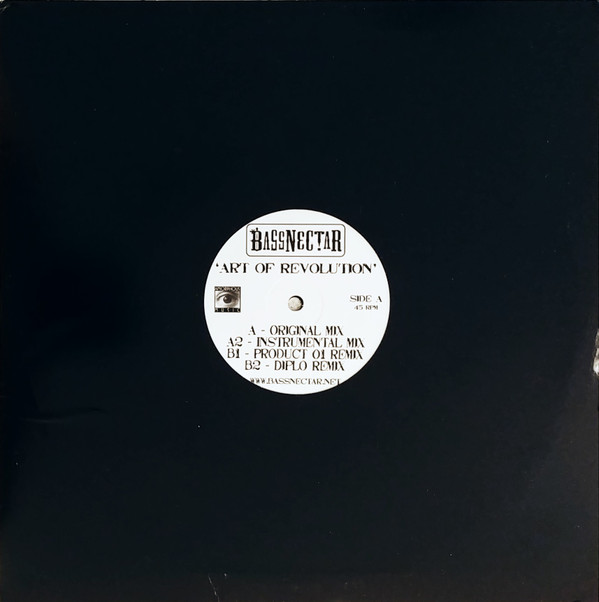 BASSNECTAR
'ART OF REVOLUTION'
SIDE A
45 RPM
A - ORIGINAL MIX
A2 - INSTRUMENTAL MIX
B1 - PRODUCT 01 REMIX
B2 - DIPLO REMIX
WWW.BASSNECTAR.NET